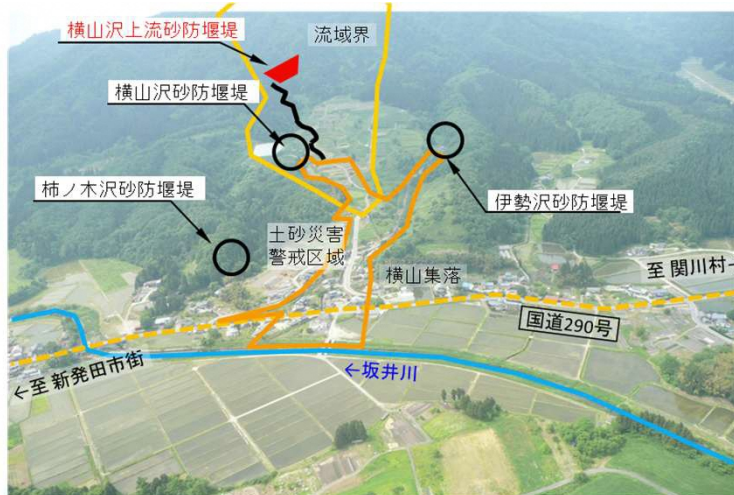 横山沢上流砂防堰堤
流域界
横山沢砂防堰堤
柿ノ木沢砂防堰堤
伊勢沢砂防堰堤
土砂災害
警戒区域
横山集落
至 関川村→
国道290号
←坂井川
←至 新発田市街